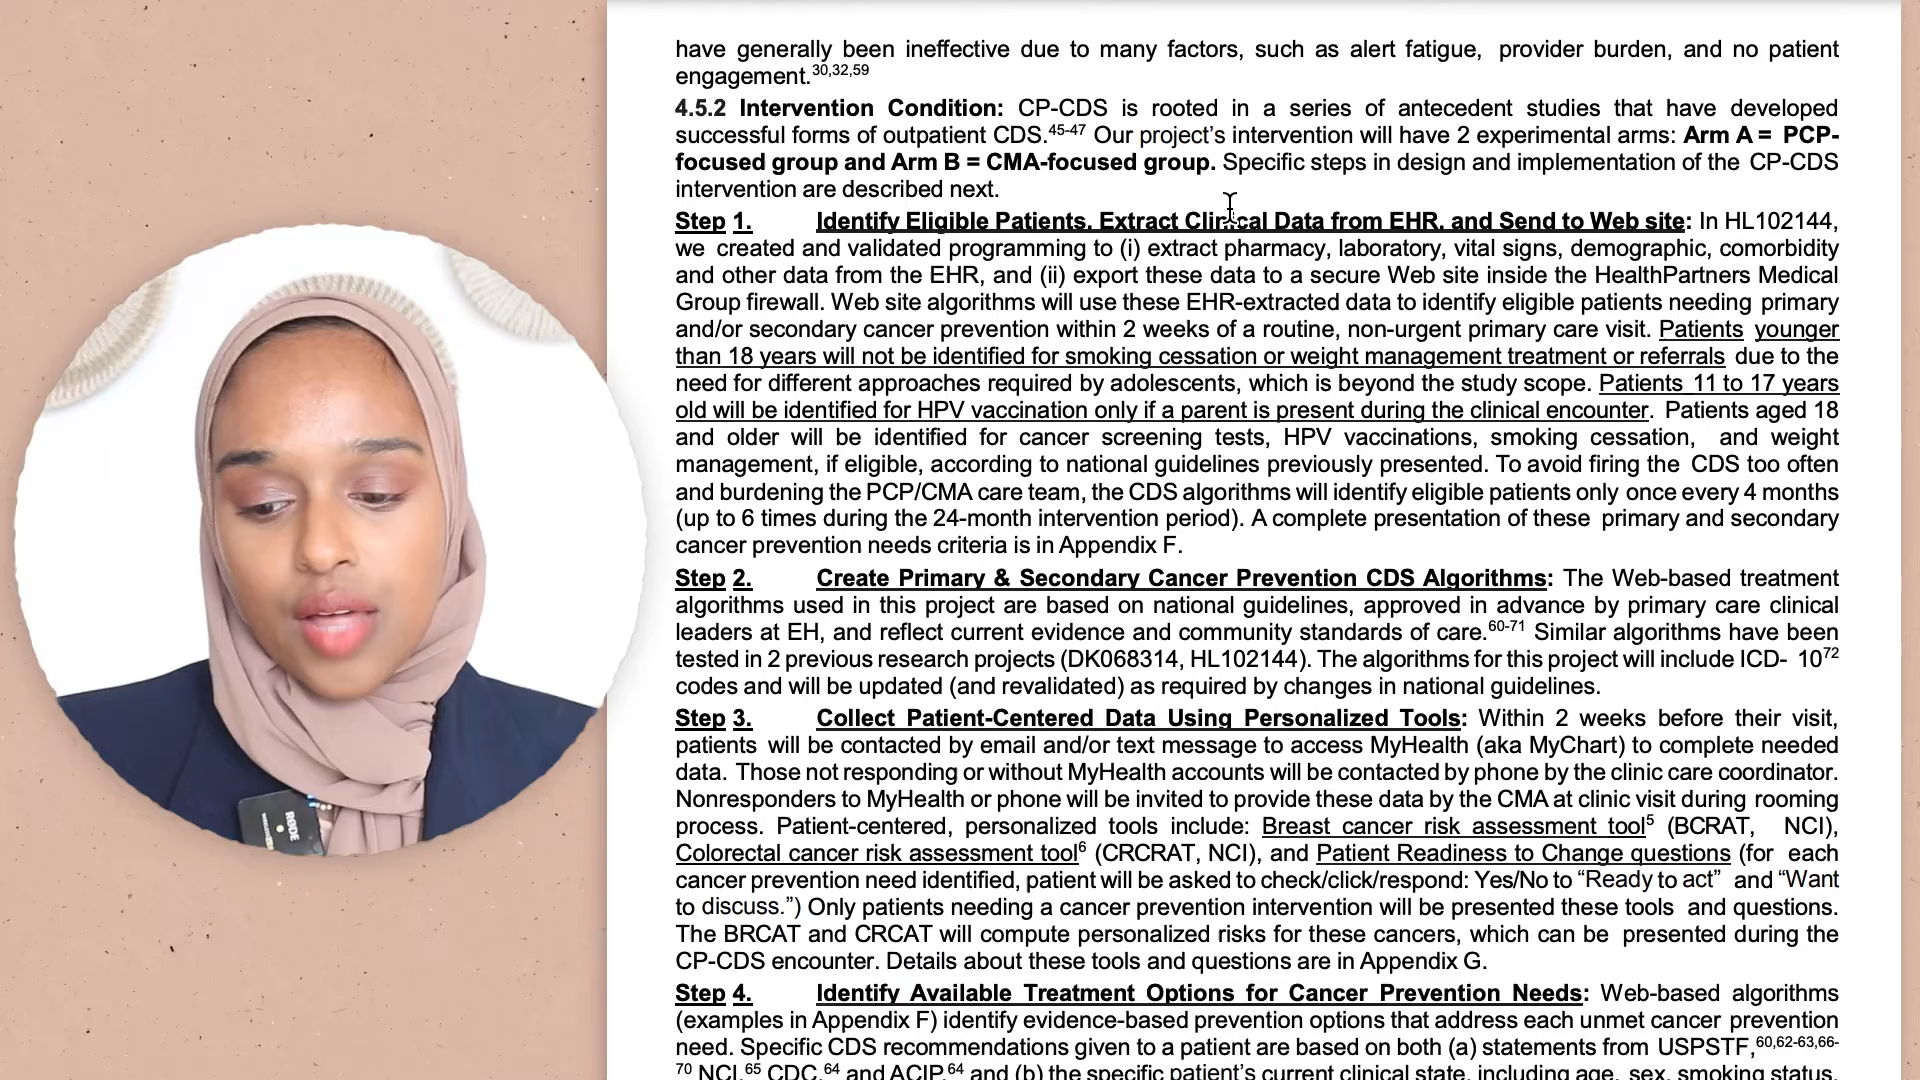 have generally been ineffective due to many factors, such as alert fatigue, provider burden, and no patient
engagement.30,32,59
4.5.2 Intervention Condition: CP-CDS is rooted in a series of antecedent studies that have developed
successful forms of outpatient CDS.45-47 Our project’s intervention will have 2 experimental arms: Arm A = PCP-
focused group and Arm B = CMA-focused group. Specific steps in design and implementation of the CP-CDS
intervention are described next.
Step 1. Identify Eligible Patients, Extract Clinical Data from EHR, and Send to Web site: In HL102144,
we created and validated programming to (i) extract pharmacy, laboratory, vital signs, demographic, comorbidity
and other data from the EHR, and (ii) export these data to a secure Web site inside the HealthPartners Medical
Group firewall. Web site algorithms will use these EHR-extracted data to identify eligible patients needing primary
and/or secondary cancer prevention within 2 weeks of a routine, non-urgent primary care visit. Patients younger
than 18 years will not be identified for smoking cessation or weight management treatment or referrals due to the
need for different approaches required by adolescents, which is beyond the study scope. Patients 11 to 17 years
old will be identified for HPV vaccination only if a parent is present during the clinical encounter. Patients aged 18
and older will be identified for cancer screening tests, HPV vaccinations, smoking cessation, and weight
management, if eligible, according to national guidelines previously presented. To avoid firing the CDS too often
and burdening the PCP/CMA care team, the CDS algorithms will identify eligible patients only once every 4 months
(up to 6 times during the 24-month intervention period). A complete presentation of these primary and secondary
cancer prevention needs criteria is in Appendix F.
Step 2. Create Primary & Secondary Cancer Prevention CDS Algorithms: The Web-based treatment
algorithms used in this project are based on national guidelines, approved in advance by primary care clinical
leaders at EH, and reflect current evidence and community standards of care.60-71 Similar algorithms have been
tested in 2 previous research projects (DK068314, HL102144). The algorithms for this project will include ICD- 1072
codes and will be updated (and revalidated) as required by changes in national guidelines.
Step 3. Collect Patient-Centered Data Using Personalized Tools: Within 2 weeks before their visit,
patients will be contacted by email and/or text message to access MyHealth (aka MyChart) to complete needed
data. Those not responding or without MyHealth accounts will be contacted by phone by the clinic care coordinator.
Nonresponders to MyHealth or phone will be invited to provide these data by the CMA at clinic visit during rooming
process. Patient-centered, personalized tools include: Breast cancer risk assessment tool5 (BCRAT, NCI),
Colorectal cancer risk assessment tool6 (CRCRAT, NCI), and Patient Readiness to Change questions (for each
cancer prevention need identified, patient will be asked to check/click/respond: Yes/No to “Ready to act” and “Want
to discuss.”) Only patients needing a cancer prevention intervention will be presented these tools and questions.
The BRCAT and CRCAT will compute personalized risks for these cancers, which can be presented during the
CP-CDS encounter. Details about these tools and questions are in Appendix G.
Step 4. Identify Available Treatment Options for Cancer Prevention Needs: Web-based algorithms
(examples in Appendix F) identify evidence-based prevention options that address each unmet cancer prevention
need. Specific CDS recommendations given to a patient are based on both (a) statements from USPSTF,60,62-63,66-
70 NCI,65 CDC,64 and ACIP,64 and (b) the specific patient’s current clinical state, including age, sex, smoking status,
RØDE